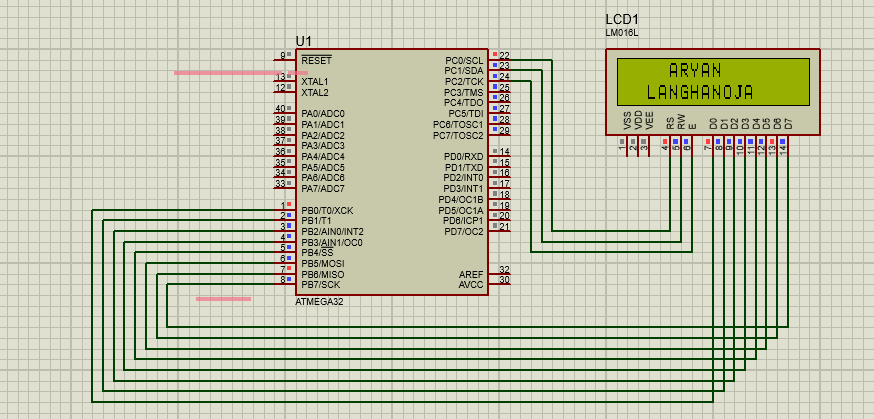 LCD1
LM016L
U1
ARYAN
LANGHANOJA
9 RESET
13 XTAL1
12 XTAL2
40 PA0/ADC0
39 PA1/ADC1
38 PA2/ADC2
37 PA3/ADC3
36 PA4/ADC4
35 PA5/ADC5
34 PA6/ADC6
33 PA7/ADC7
1 PB0/T0/XCK
2 PB1/T1
3 PB2/AIN0/INT2
4 PB3/AIN1/OC0
5 PB4/SS
6 PB5/MOSI
7 PB6/MISO
8 PB7/SCK
PC0/SCL 22
PC1/SDA 23
PC2/TCK 24
PC3/TMS 25
PC4/TDO 26
PC5/TDI 27
PC6/TOSC1 28
PC7/TOSC2 29
PD0/RXD 14
PD1/TXD 15
PD2/INT0 16
PD3/INT1 17
PD4/OC1B 18
PD5/OC1A 19
PD6/ICP1 20
PD7/OC2 21
AREF 32
AVCC 30
ATMEGA32
VSS VDD VEE RS RW E D0 D1 D2 D3 D4 D5 D6 D7
1 2 3 4 5 6 7 8 9 10 11 12 13 14